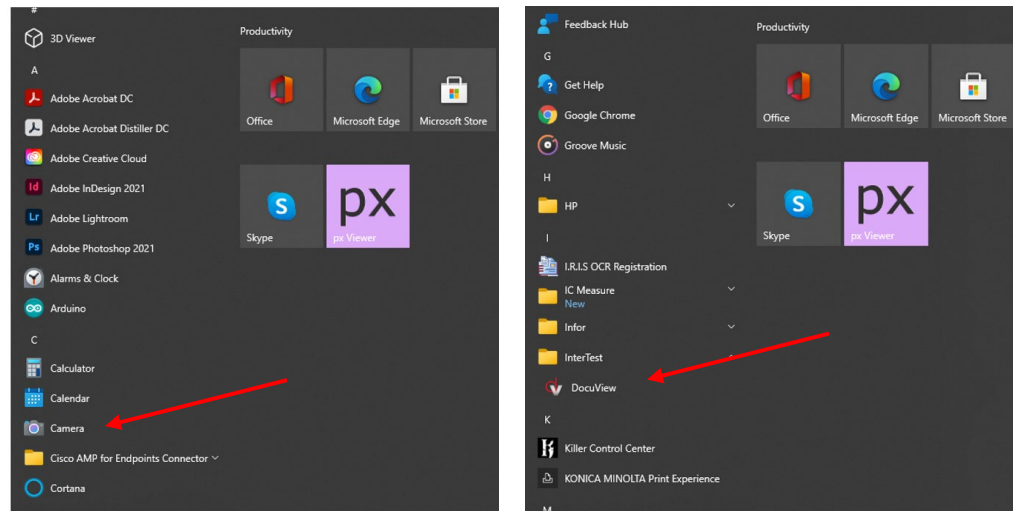 #
3D Viewer
A
Adobe Acrobat DC
Adobe Acrobat Distiller DC
Adobe Creative Cloud
Id Adobe InDesign 2021
Lr Adobe Lightroom
Ps Adobe Photoshop 2021
Alarms & Clock
Arduino
C
Calculator
Calendar
Camera
Cisco AMP for Endpoints Connector
Cortana
Productivity
Office
Microsoft Edge
Microsoft Store
S
Skype
px
px Viewer
Feedback Hub
G
Get Help
Google Chrome
Groove Music
H
HP
I
I.R.I.S OCR Registration
IC Measure
New
Infor
InterTest
DocuView
K
Killer Control Center
KONICA MINOLTA Print Experience
M
Productivity
Office
Microsoft Edge
Microsoft Store
S
Skype
px
px Viewer